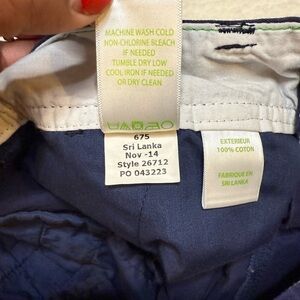 MACHINE WASH COLD
NON-CHLORINE BLEACH
IF NEEDED
TUMBLE DRY LOW
COOL IRON IF NEEDED
OR DRY CLEAN
675
Sri Lanka
Nov -14
Style 26712
PO 043223
EXTERIEUR
100% COTON
FABRIQUE EN
SRI LANKA